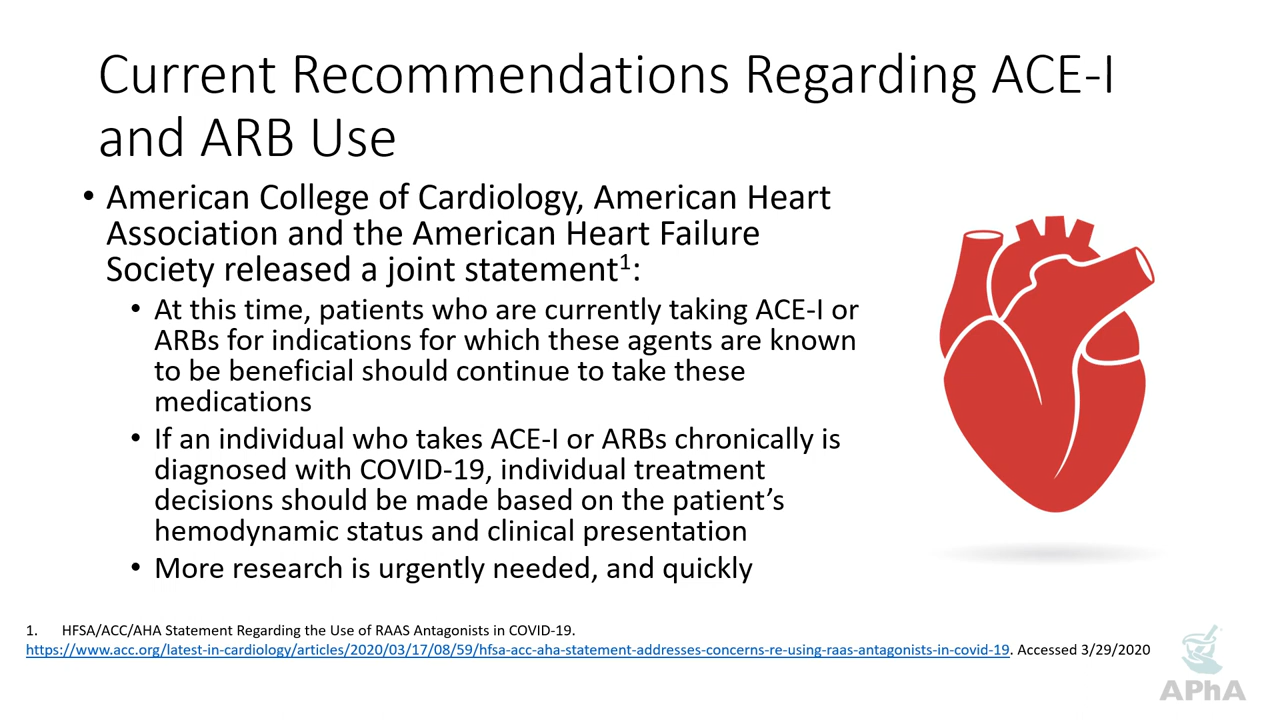 Current Recommendations Regarding ACE-I
and ARB Use
• American College of Cardiology, American Heart
Association and the American Heart Failure
Society released a joint statement1:
• At this time, patients who are currently taking ACE-I or
ARBs for indications for which these agents are known
to be beneficial should continue to take these
medications
• If an individual who takes ACE-I or ARBs chronically is
diagnosed with COVID-19, individual treatment
decisions should be made based on the patient’s
hemodynamic status and clinical presentation
• More research is urgently needed, and quickly
1. HFSA/ACC/AHA Statement Regarding the Use of RAAS Antagonists in COVID-19.
https://www.acc.org/latest-in-cardiology/articles/2020/03/17/08/59/hfsa-acc-aha-statement-addresses-concerns-re-using-raas-antagonists-in-covid-19. Accessed 3/29/2020
APhA